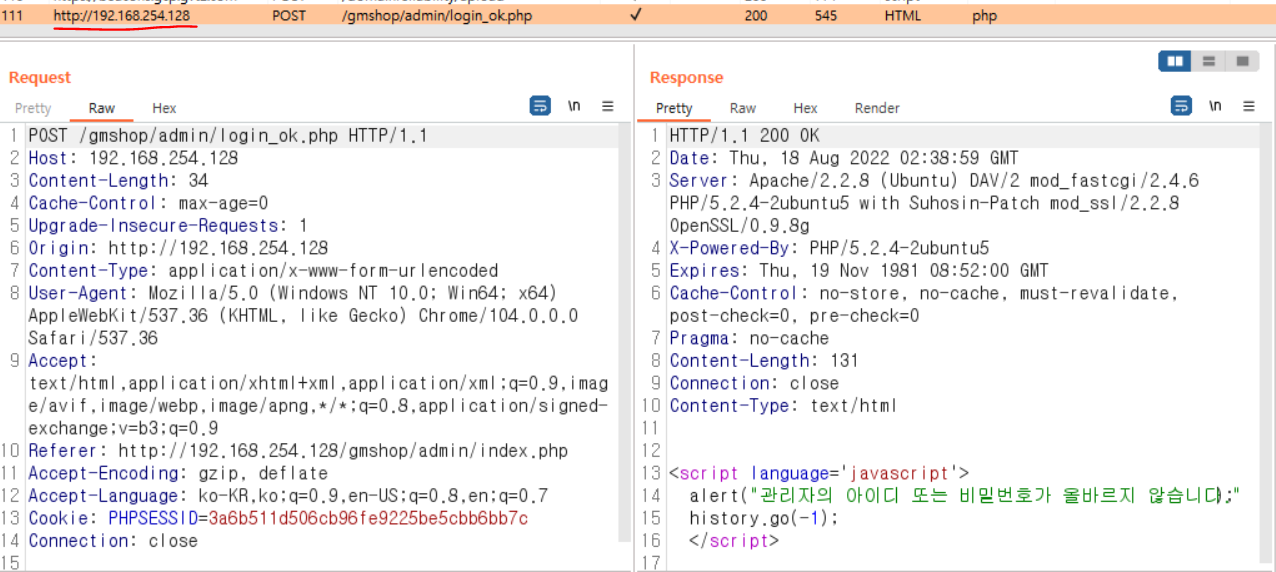 111 http://192.168.254.128 POST /gmshop/admin/login_ok.php ✓ 200 545 HTML php
Request
Pretty Raw Hex \n
1 POST /gmshop/admin/login_ok.php HTTP/1.1
2 Host: 192.168.254.128
3 Content-Length: 34
4 Cache-Control: max-age=0
5 Upgrade-Insecure-Requests: 1
6 Origin: http://192.168.254.128
7 Content-Type: application/x-www-form-urlencoded
8 User-Agent: Mozilla/5.0 (Windows NT 10.0; Win64; x64)
AppleWebKit/537.36 (KHTML, like Gecko) Chrome/104.0.0.0
Safari/537.36
9 Accept:
text/html,application/xhtml+xml,application/xml;q=0.9,imag
e/avif,image/webp,image/apng,*/*;q=0.8,application/signed-
exchange;v=b3;q=0.9
10 Referer: http://192.168.254.128/gmshop/admin/index.php
11 Accept-Encoding: gzip, deflate
12 Accept-Language: ko-KR,ko;q=0.9,en-US;q=0.8,en;q=0.7
13 Cookie: PHPSESSID=3a6b511d506cb96fe9225be5cbb6bb7c
14 Connection: close
15
Response
Pretty Raw Hex Render \n
1 HTTP/1.1 200 OK
2 Date: Thu, 18 Aug 2022 02:38:59 GMT
3 Server: Apache/2.2.8 (Ubuntu) DAV/2 mod_fastcgi/2.4.6
PHP/5.2.4-2ubuntu5 with Suhosin-Patch mod_ssl/2.2.8
OpenSSL/0.9.8g
4 X-Powered-By: PHP/5.2.4-2ubuntu5
5 Expires: Thu, 19 Nov 1981 08:52:00 GMT
6 Cache-Control: no-store, no-cache, must-revalidate,
post-check=0, pre-check=0
7 Pragma: no-cache
8 Content-Length: 131
9 Connection: close
10 Content-Type: text/html
11
12
13 <script language='javascript'>
14 alert("관리자의 아이디 또는 비밀번호가 올바르지 않습니다);"
15 history.go(-1);
16 </script>
17